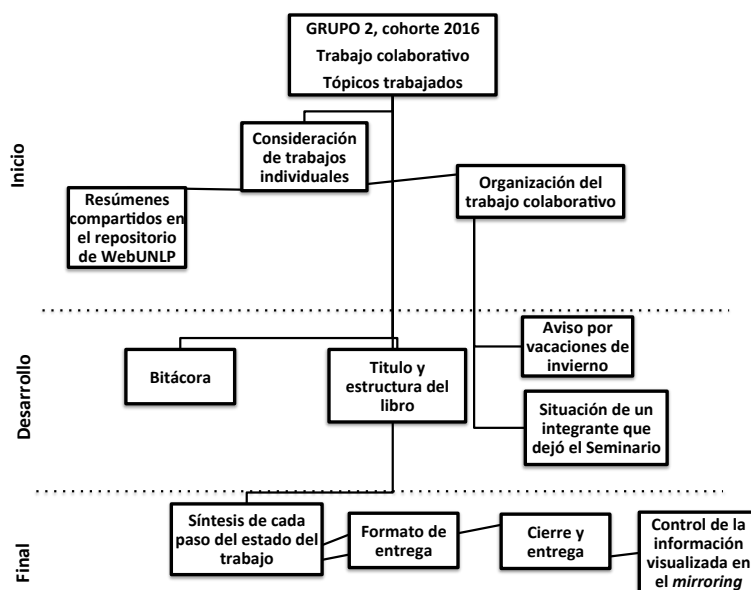 GRUPO 2, cohorte 2016
Trabajo colaborativo
Tópicos trabajados
Inicio
Consideración
de trabajos
individuales
Organización del
trabajo colaborativo
Resúmenes
compartidos en
el repositorio
de WebUNLP
Desarrollo
Bitácora
Titulo y
estructura del
libro
Aviso por
vacaciones de
invierno
Situación de un
integrante que
dejó el Seminario
Final
Síntesis de cada
paso del estado del
trabajo
Formato de
entrega
Cierre y
entrega
Control de la
información
visualizada en
el mirroring